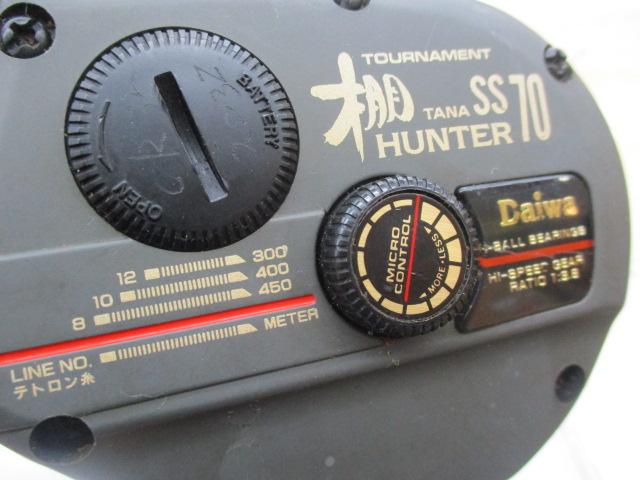 TOURNAMENT
棚 TANA SS 70
HUNTER
BATTERY
OPEN
MICRO
CONTROL
MORE LESS
Daiwa
BALL BEARINGS
HI-SPEED GEAR
RATIO
12 300
10 400
8 450
METER
LINE NO.
テトロン糸